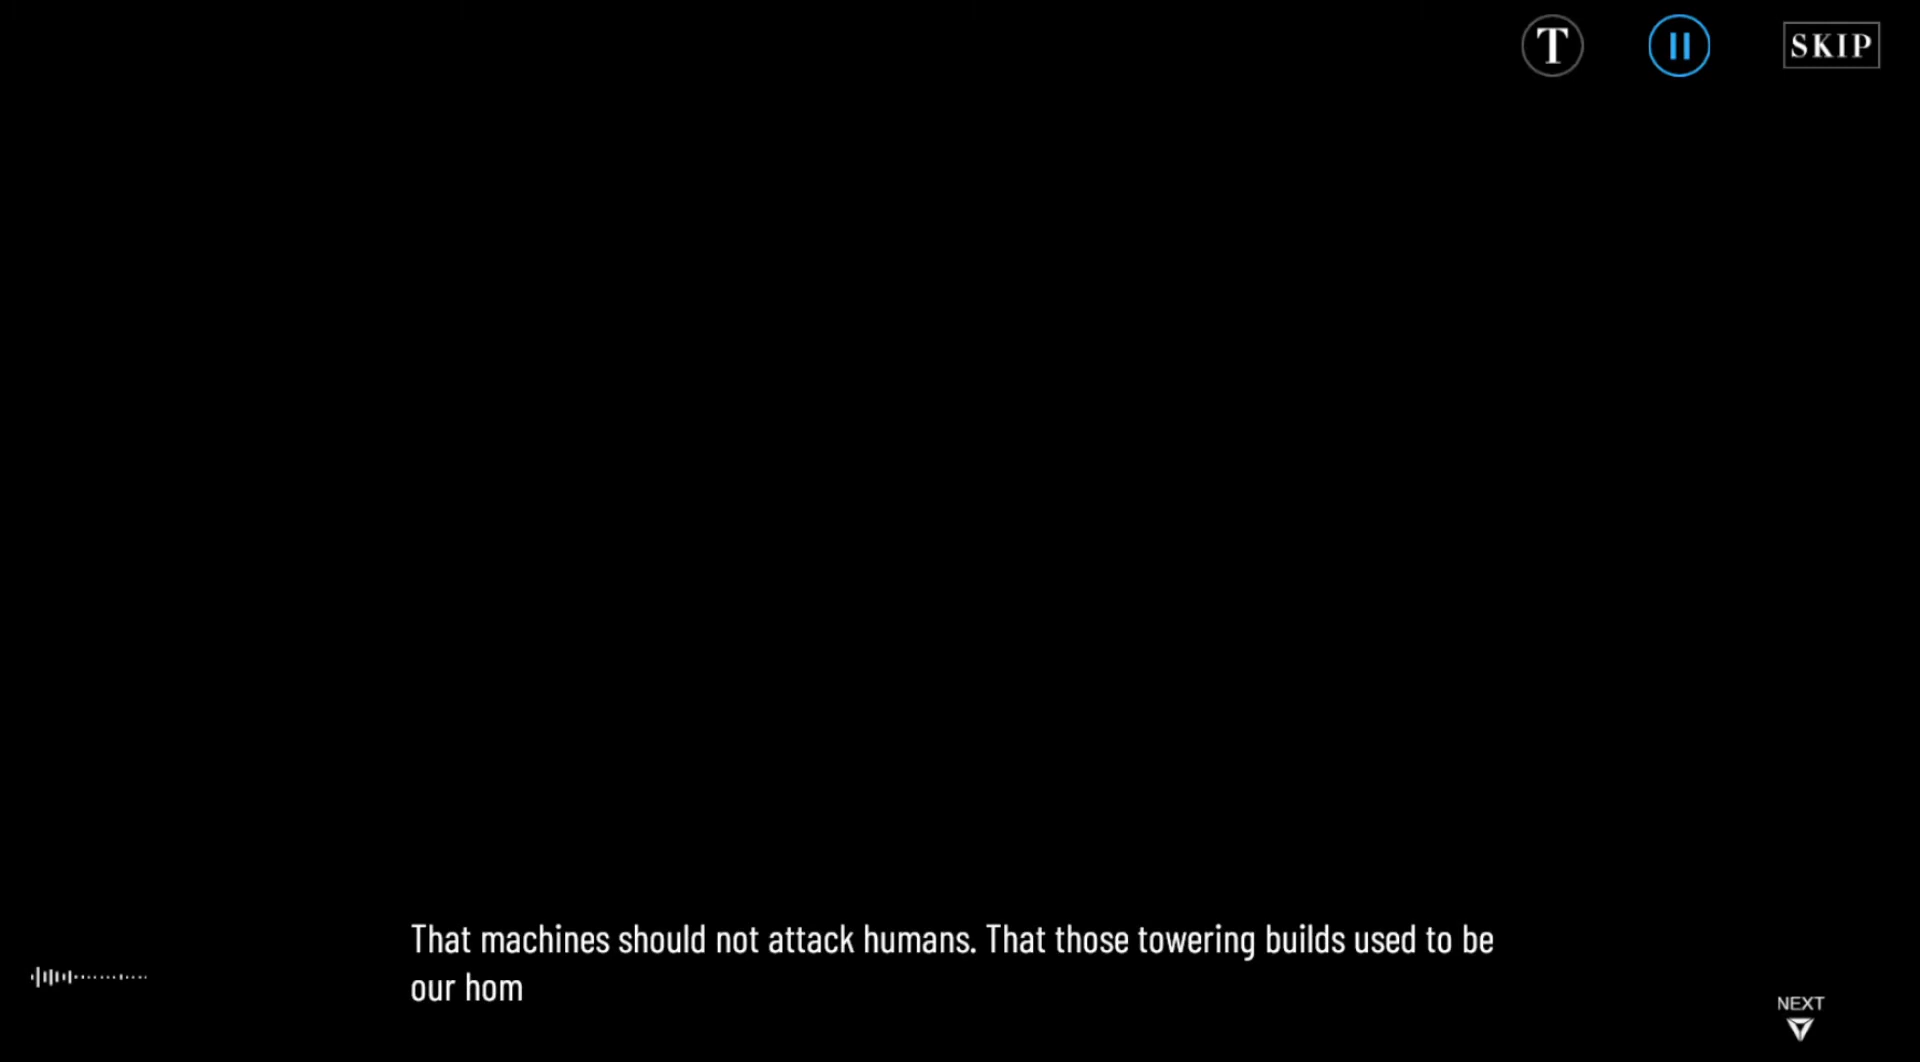 T
SKIP
That machines should not attack humans. That those towering builds used to be
our hom
NEXT